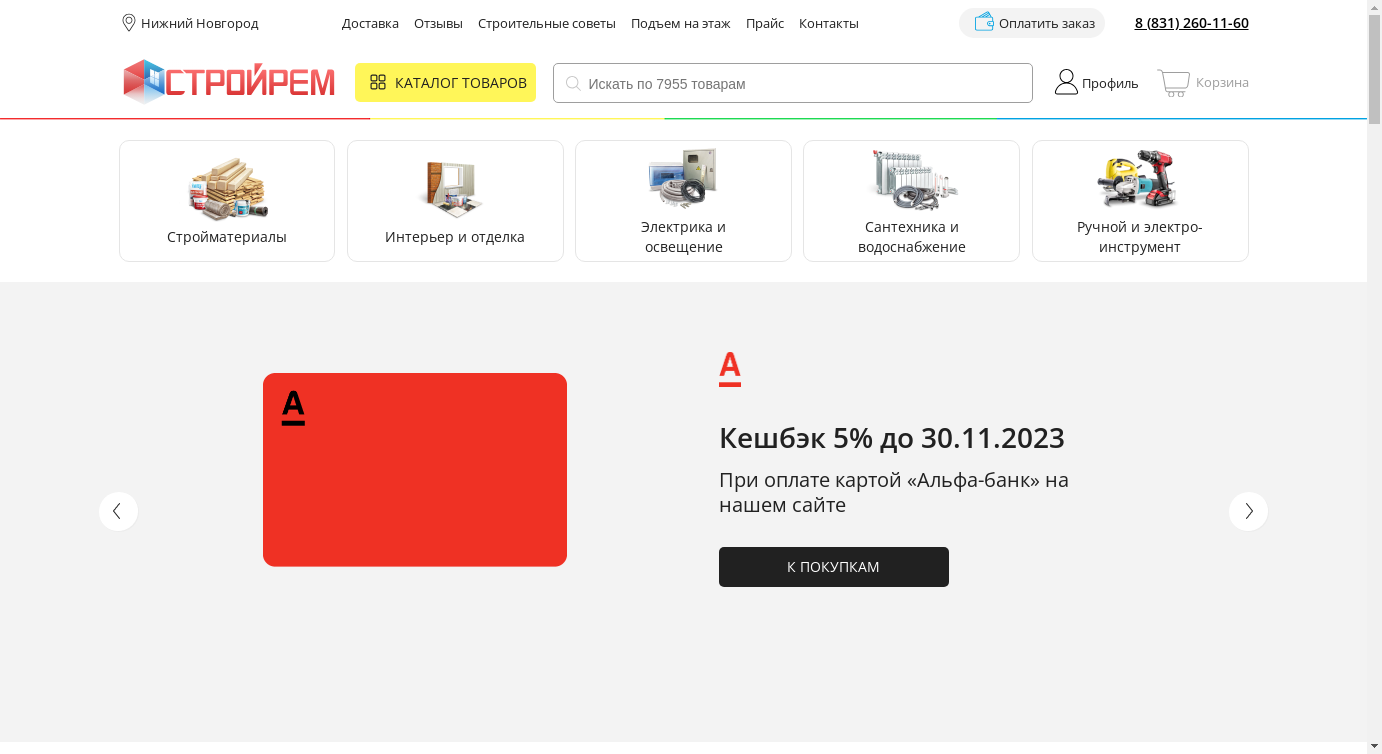 Нижний Новгород
Доставка
Отзывы
Строительные советы
Подъем на этаж
Прайс
Контакты
Оплатить заказ
8 (831) 260-11-60
СТРОЙРЕМ
КАТАЛОГ ТОВАРОВ
Искать по 7955 товарам
Профиль
Корзина
Стройматериалы
Интерьер и отделка
Электрика и
освещение
Сантехника и
водоснабжение
Ручной и электро-
инструмент
А
А
Кешбэк 5% до 30.11.2023
При оплате картой «Альфа-банк» на
нашем сайте
К ПОКУПКАМ